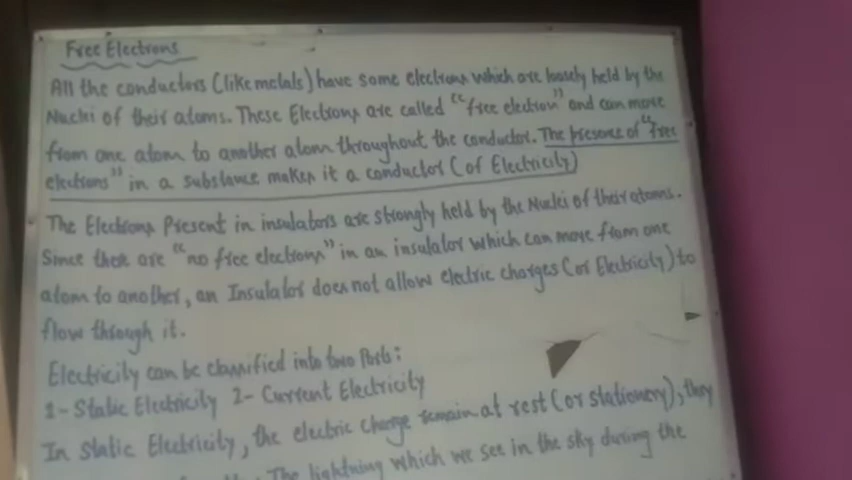 Free Electrons
All the conductors (like metals) have some electrons which are loosely held by the
Nuclei of their atoms. These Electrons are called "free electron" and can move
from one atom to another atom throughout the conductor. The presense of "free
electrons" in a substance makes it a conductor (of Electricity)
The Electrons Present in insulators are strongly held by the Nuclei of their atoms.
Since there are "no free electrons" in an insulator which can move from one
atom to another, an Insulator does not allow electric charges (or Electricity) to
flow through it.
Electricity can be classified into two Parts:
1- Static Electricity 2- Current Electricity
In Static Electricity, the electric charge remain at rest (or stationery), they
The lightning which we see in the sky during the